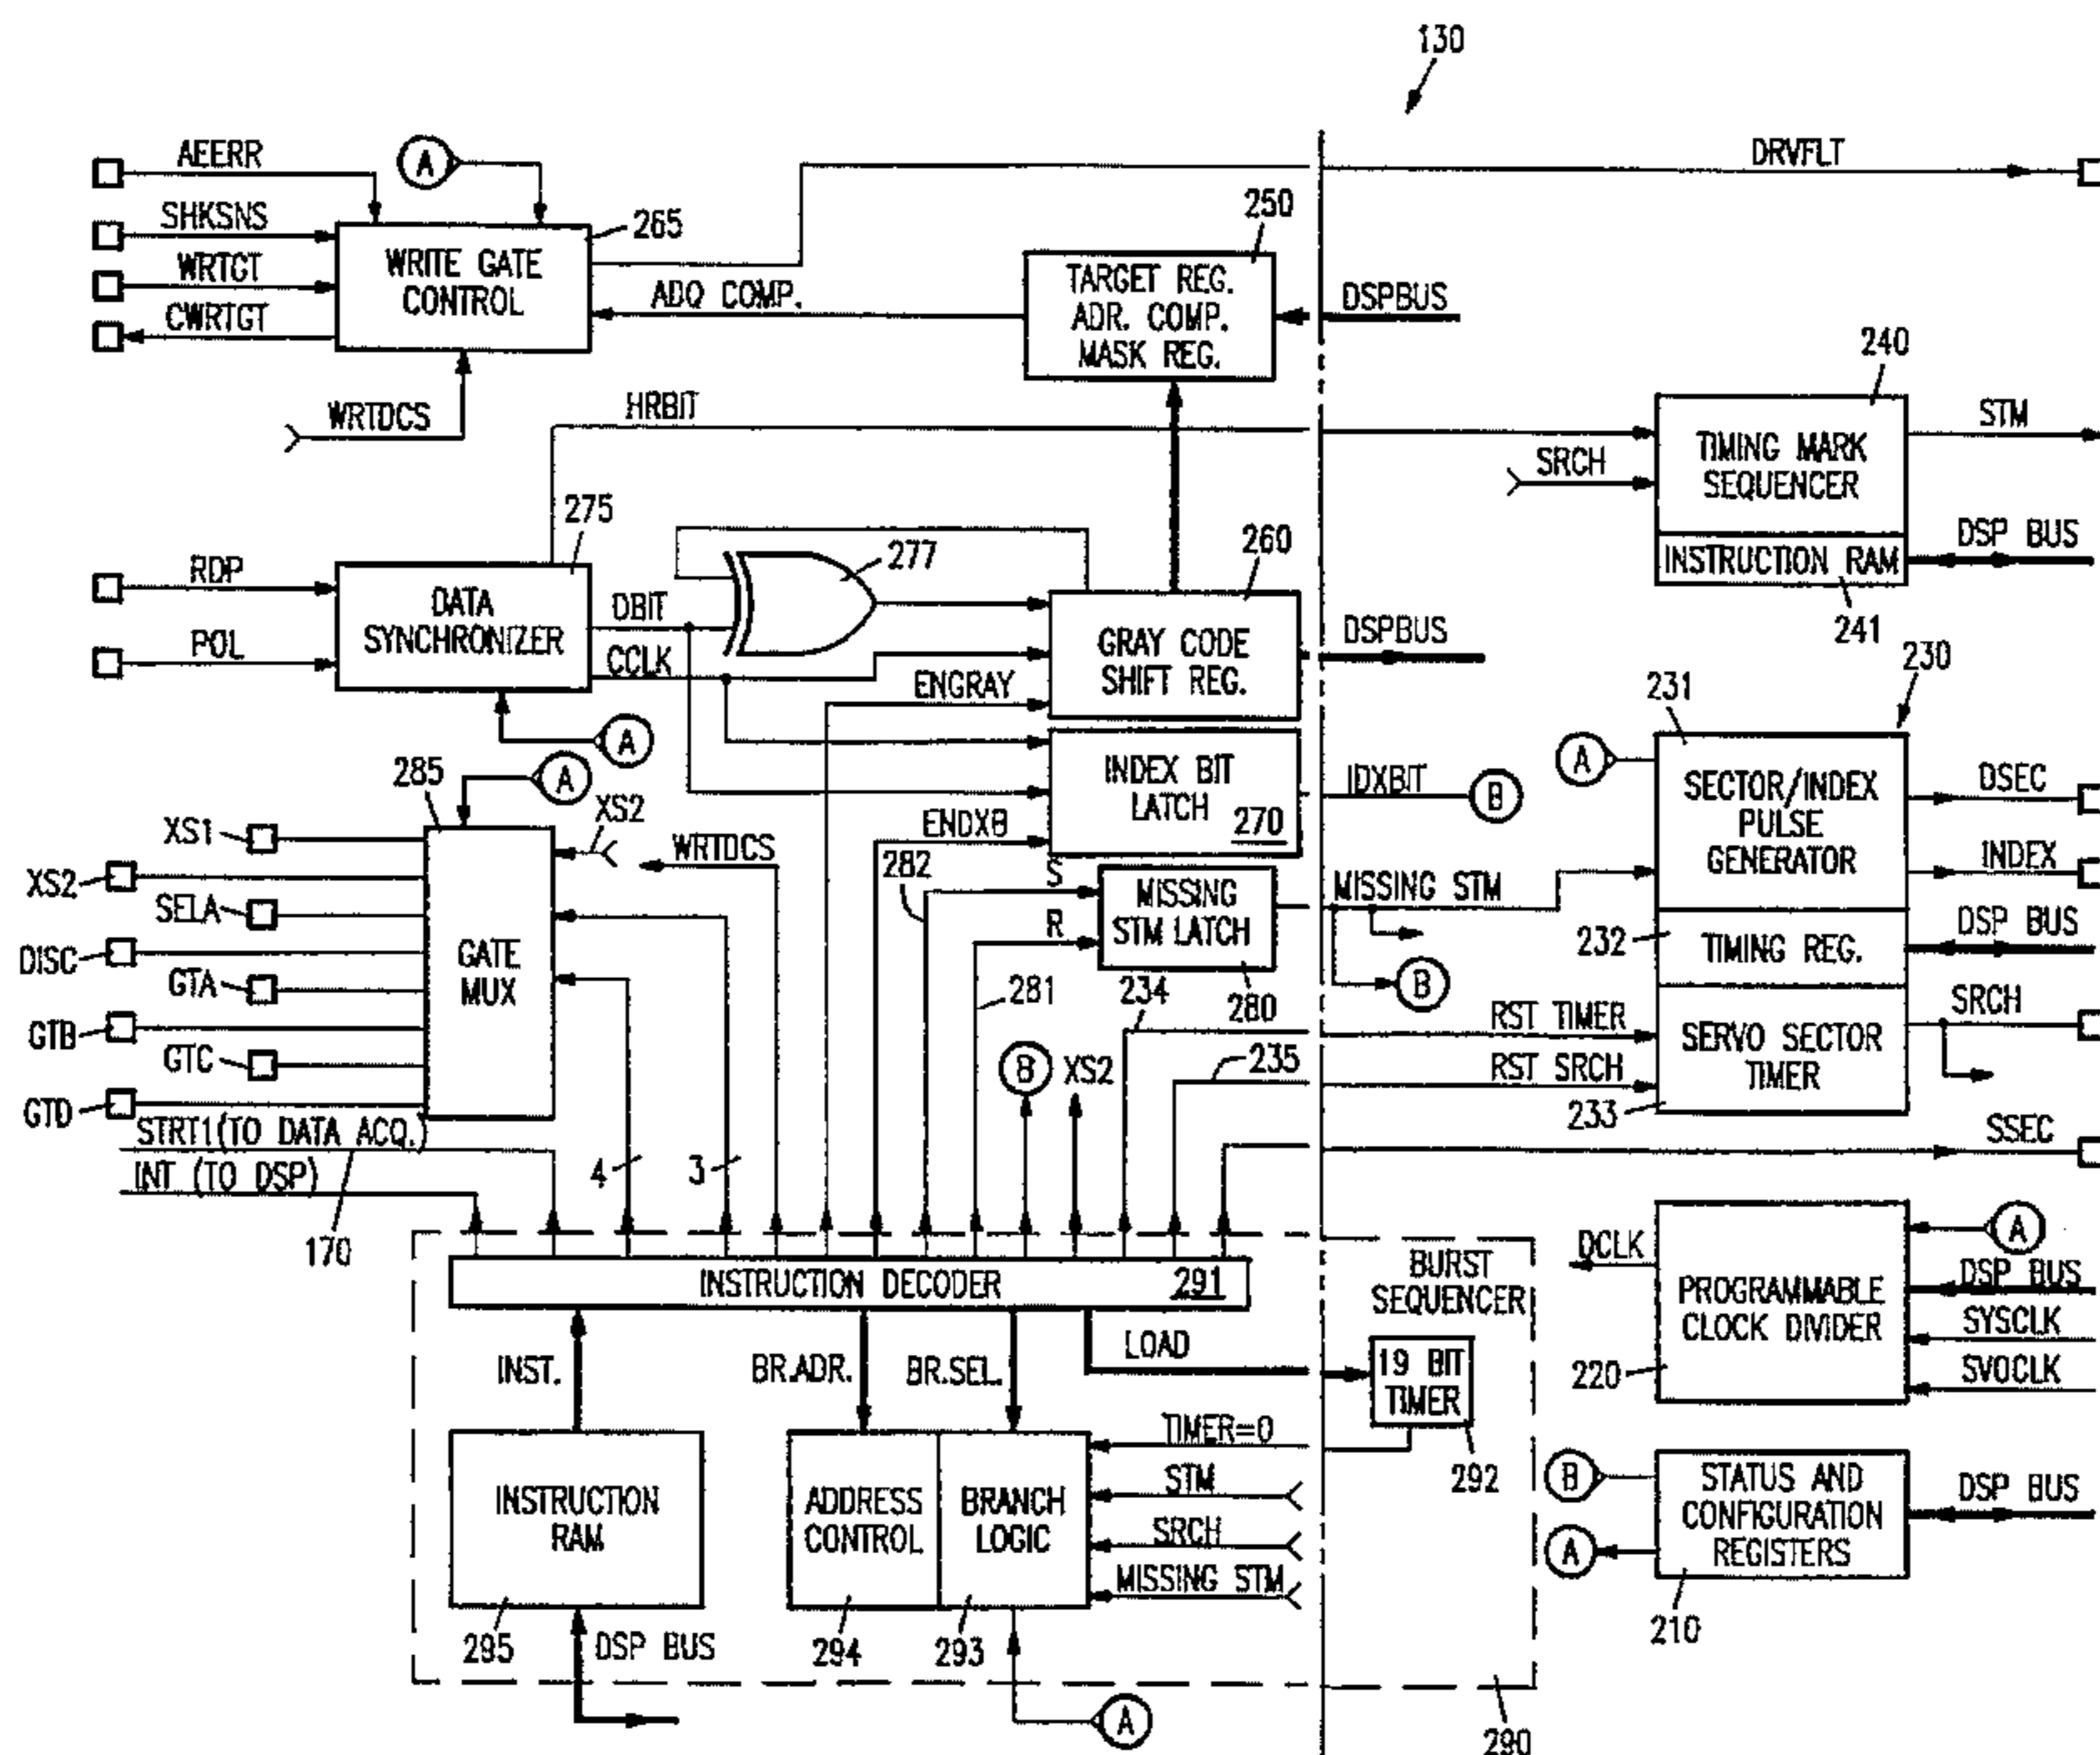 130
AEERR
A
DRVFLT
SHKSNS
265
250
WRTGT
WRITE GATE
CONTROL
ADQ COMP.
TARGET REG.
ADR. COMP.
MASK REG.
DSPBUS
CWRTGT
240
WRTDCS
HRBIT
STM
SRCH
TIMING MARK
SEQUENCER
275
277
260
DSP BUS
INSTRUCTION RAM
RDP
DATA
SYNCHRONIZER
DBIT
241
POL
CCLK
GRAY CODE
SHIFT REG.
DSPBUS
230
ENGRAY
231
A
A
A
285
INDEX BIT
LATCH
270
IDXBIT
B
SECTOR/INDEX
PULSE
GENERATOR
DSEC
XS1
XS2
WRTDCS
ENDXB
INDEX
XS2
282
S
MISSING
STM LATCH
MISSING STM
SELA
GATE
MUX
R
232
TIMING REG.
DSP BUS
DISC
GTA
281
234
280
B
GTB
RST TIMER
SRCH
GTC
B
XS2
235
RST SRCH
SERVO SECTOR
TIMER
GTD
233
STRT1(TO DATA ACQ.)
INT (TO DSP)
4
3
SSEC
170
INSTRUCTION DECODER
291
BURST
SEQUENCER
DCLK
A
PROGRAMMABLE
CLOCK DIVIDER
DSP BUS
SYSCLK
SVOCLK
220
INST.
BR.ADR.
BR.SEL.
LOAD
19 BIT
TIMER
292
TIMER=0
INSTRUCTION
RAM
ADDRESS
CONTROL
BRANCH
LOGIC
STM
SRCH
MISSING STM
B
A
STATUS AND
CONFIGURATION
REGISTERS
DSP BUS
295
DSP BUS
294
293
210
A
290